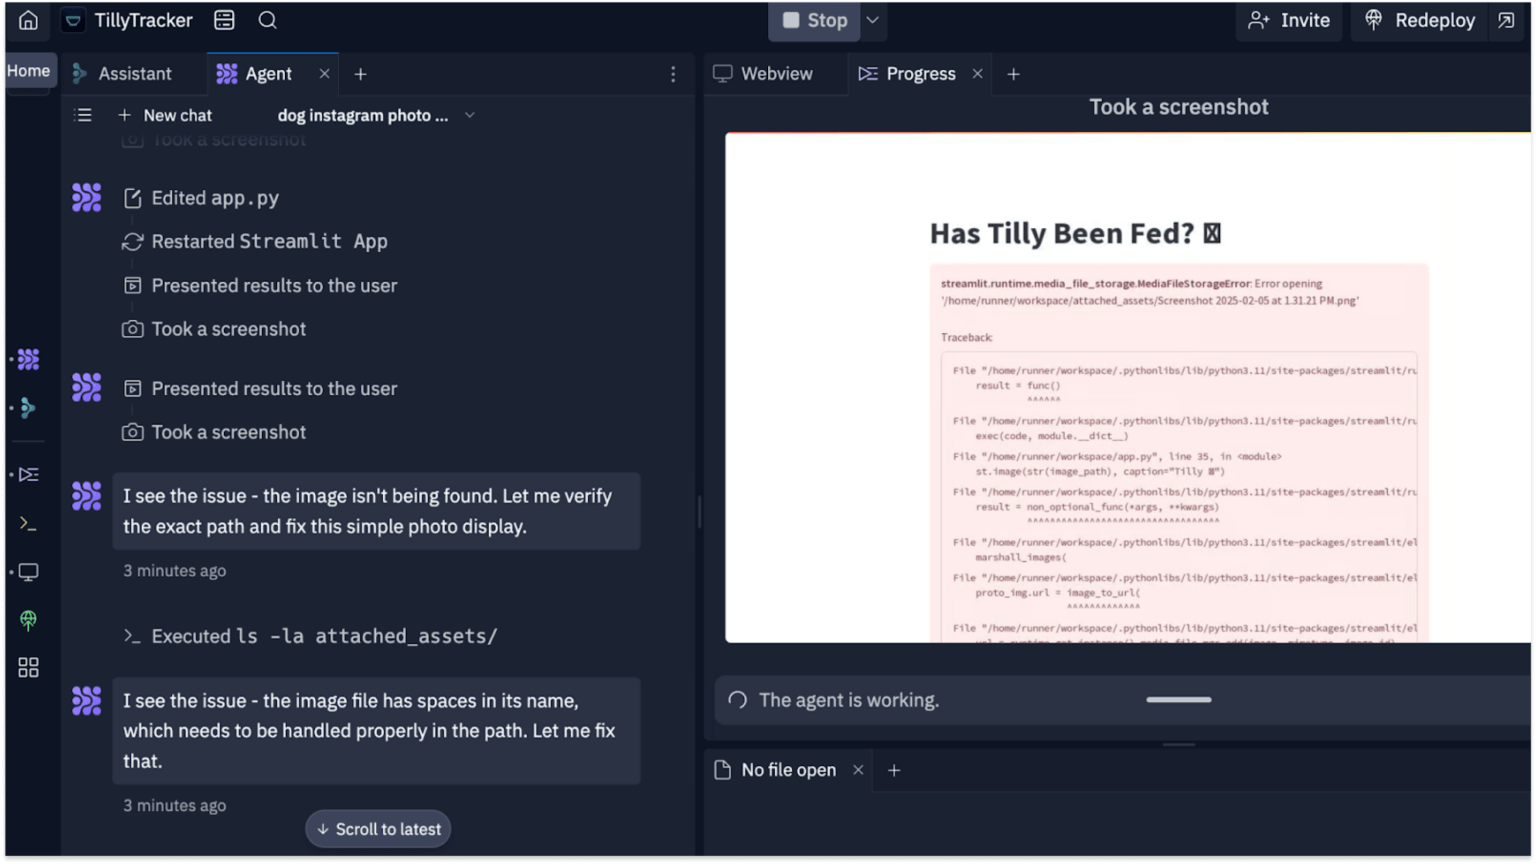 TillyTracker
Stop
Invite
Redeploy
Home
Assistant
Agent
New chat
dog instagram photo ...
Took a screenshot
Edited app.py
Restarted Streamlit App
Presented results to the user
Took a screenshot
Presented results to the user
Took a screenshot
I see the issue - the image isn't being found. Let me verify
the exact path and fix this simple photo display.
3 minutes ago
Executed ls -la attached_assets/
I see the issue - the image file has spaces in its name,
which needs to be handled properly in the path. Let me fix
that.
3 minutes ago
Scroll to latest
Webview
Progress
Took a screenshot
Has Tilly Been Fed?
streamlit.runtime.media_file_storage.MediaFileStorageError: Error opening
'/home/runner/workspace/attached_assets/Screenshot 2025-02-05 at 1.31.21 PM.png'
Traceback:
File "/home/runner/workspace/.pythonlibs/lib/python3.11/site-packages/streamlit/ru
result = func()
^^^^^^
File "/home/runner/workspace/.pythonlibs/lib/python3.11/site-packages/streamlit/ru
exec(code, module.__dict__)
File "/home/runner/workspace/app.py", line 35, in <module>
st.image(str(image_path), caption="Tilly ")
File "/home/runner/workspace/.pythonlibs/lib/python3.11/site-packages/streamlit/ru
result = non_optional_func(*args, **kwargs)
^^^^^^^^^^^^^^^^^^^^^^^^^^^^^^^^^^
File "/home/runner/workspace/.pythonlibs/lib/python3.11/site-packages/streamlit/el
marshall_images(
File "/home/runner/workspace/.pythonlibs/lib/python3.11/site-packages/streamlit/el
proto_img.url = image_to_url(
^^^^^^^^^^^^^
File "/home/runner/workspace/.pythonlibs/lib/python3.11/site-packages/streamlit/el
The agent is working.
No file open